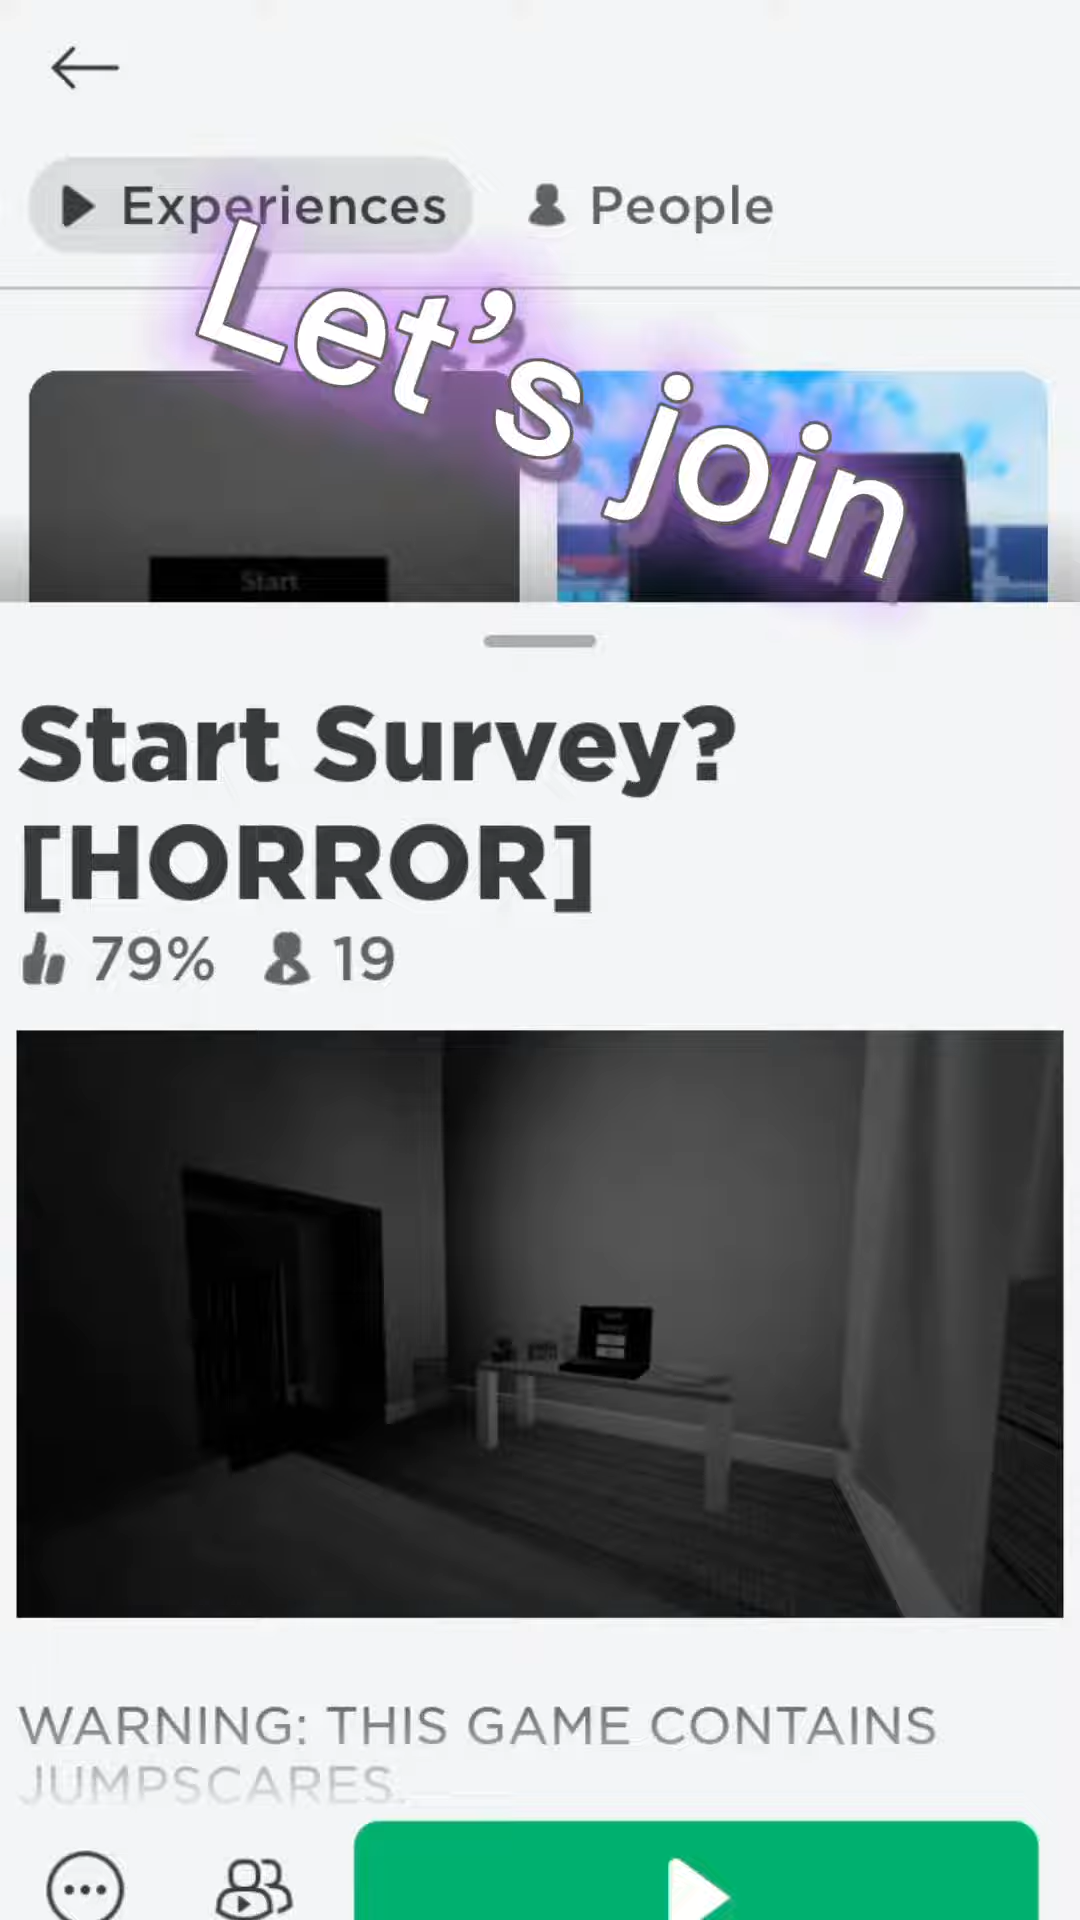 Experiences
People
Let's join
Start
Start Survey?
[HORROR]
79%
19
WARNING: THIS GAME CONTAINS
JUMPSCARES.